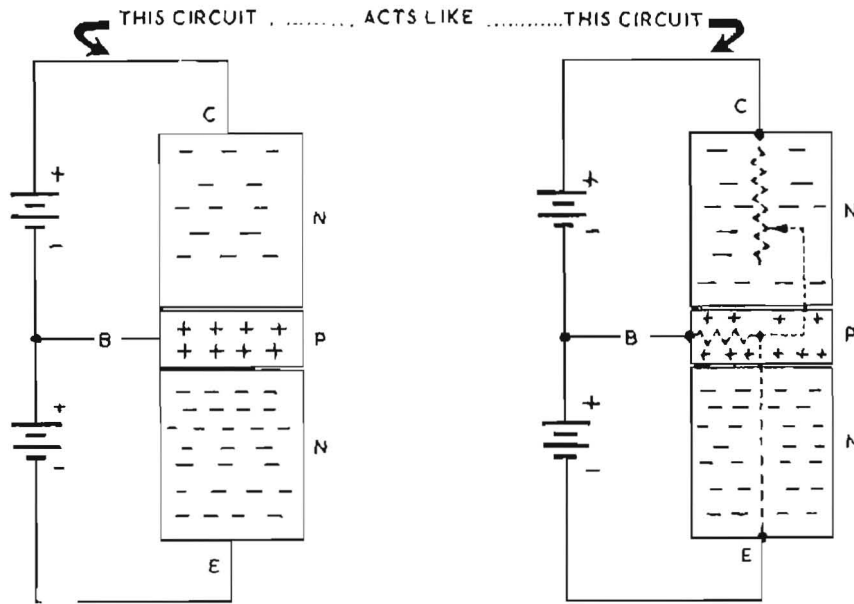 THIS CIRCUIT . ........ ACTS LIKE ........... THIS CIRCUIT
C
C
+
+
N
N
-
-
B
P
B
P
+
+
N
N
-
-
E
E